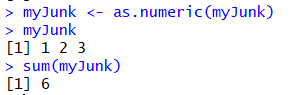 > myJunk <- as.numeric(myJunk)
> myJunk
[1] 1 2 3
> sum(myJunk)
[1] 6